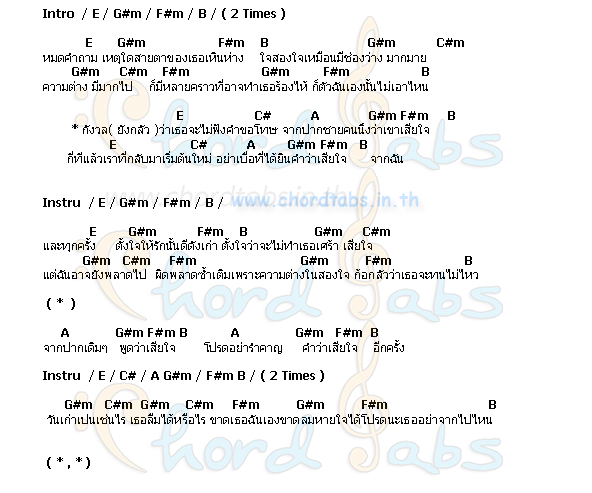 Intro / E / G#m / F#m / B / ( 2 Times )
E G#m F#m B G#m C#m
หมดคำถาม เหตุใดสายตาของเธอเหินห่าง ใจสองใจเหมือนมีช่องว่าง มากมาย
G#m C#m F#m G#m F#m B
ความต่าง มีมากไป ก็มีหลายคราวที่อาจทำเธอร้องไห้ ก็ตัวฉันเองนั้นไม่เอาไหน
E C# A G#m F#m B
* กังวล( ยังกลัว )ว่าเธอจะไม่ฟังคำขอโทษ จากปากชายคนนึงว่าเขาเสียใจ
E C# A G#m F#m B
กี่ทีแล้วเราที่กลับมาเริ่มต้นใหม่ อย่าเบื่อที่ได้ยินคำว่าเสียใจ จากฉัน
www.chordtab.in.th
Instru / E / G#m / F#m / B / www.chordtabs.in.th
E G#m F#m B G#m C#m
และทุกครั้ง ตั้งใจให้รักนั้นดีดังเก่า ตั้งใจว่าจะไม่ทำเธอเศร้า เสียใจ
G#m C#m F#m G#m F#m B
แต่ฉันอาจยังพลาดไป ผิดพลาดซ้ำเดิมเพราะความต่างในสองใจ ก้อกลัวว่าเธอจะทนไม่ไหว
( * )
A G#m F#m B A G#m F#m B
จากปากเดิมๆ พูดว่าเสียใจ โปรดอย่ารำคาญ คำว่าเสียใจ อีกครั้ง
Instru / E / C# / A G#m / F#m B / ( 2 Times )
G#m C#m G#m C#m F#m G#m F#m B
วันเก่าเปนเช่นไร เธอลืมได้หรือไร ขาดเธอฉันเองขาดลมหายใจได้โปรดนะเธออย่าจากไปไหน
( * , * )
Chord Tabs
Chord Tabs
Chord Tabs